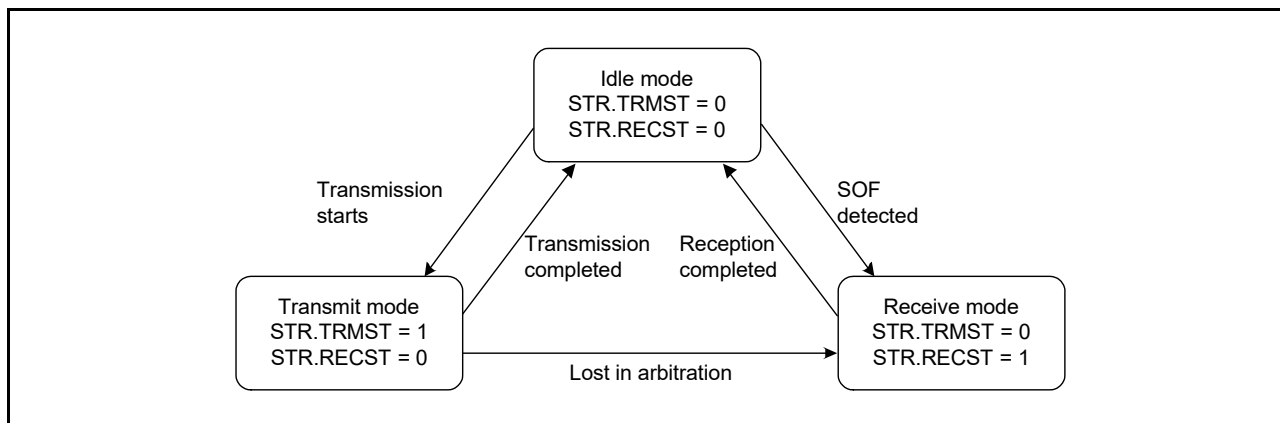 Idle mode
STR.TRMST = 0
STR.RECST = 0
Transmission
starts
SOF
detected
Transmission
completed
Reception
completed
Transmit mode
STR.TRMST = 1
STR.RECST = 0
Receive mode
STR.TRMST = 0
STR.RECST = 1
Lost in arbitration